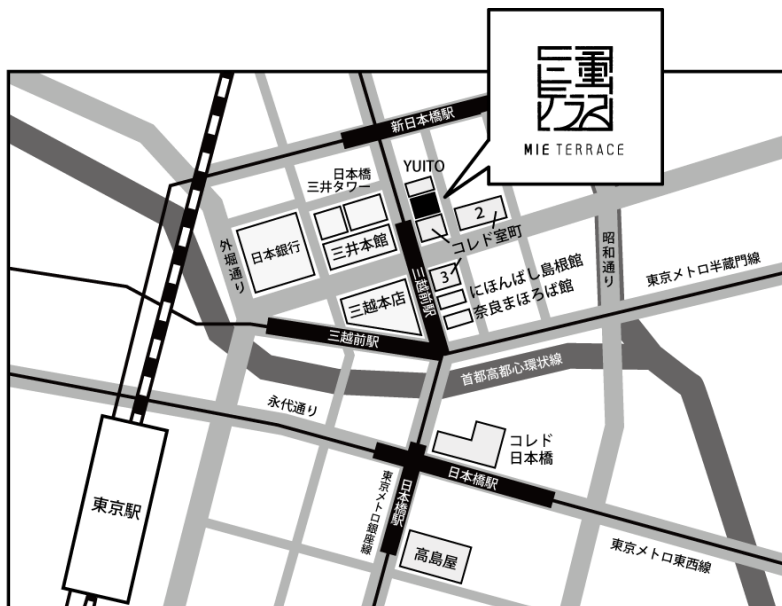 三重
テラス
MIE TERRACE
新日本橋駅
YUITO
日本橋
三井タワー
2
コレド室町
三井本館
日本銀行
外堀通り
昭和通り
3
三越前駅
にほんばし島根館
奈良まほろば館
東京メトロ半蔵門線
三越本店
三越前駅
首都高都心環状線
永代通り
コレド
日本橋
日本橋駅
日本橋駅
東京メトロ銀座線
東京駅
高島屋
東京メトロ東西線